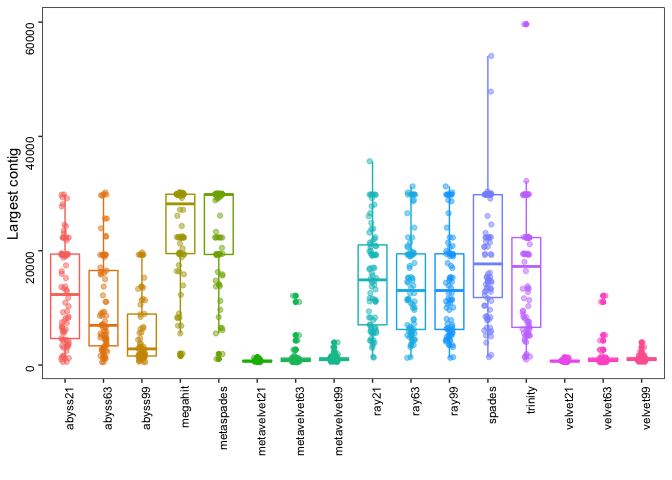 Largest contig
60000
40000
20000
0
abyss21
abyss63
abyss99
megahit
metaspades
metavelvet21
metavelvet63
metavelvet99
ray21
ray63
ray99
spades
trinity
velvet21
velvet63
velvet99